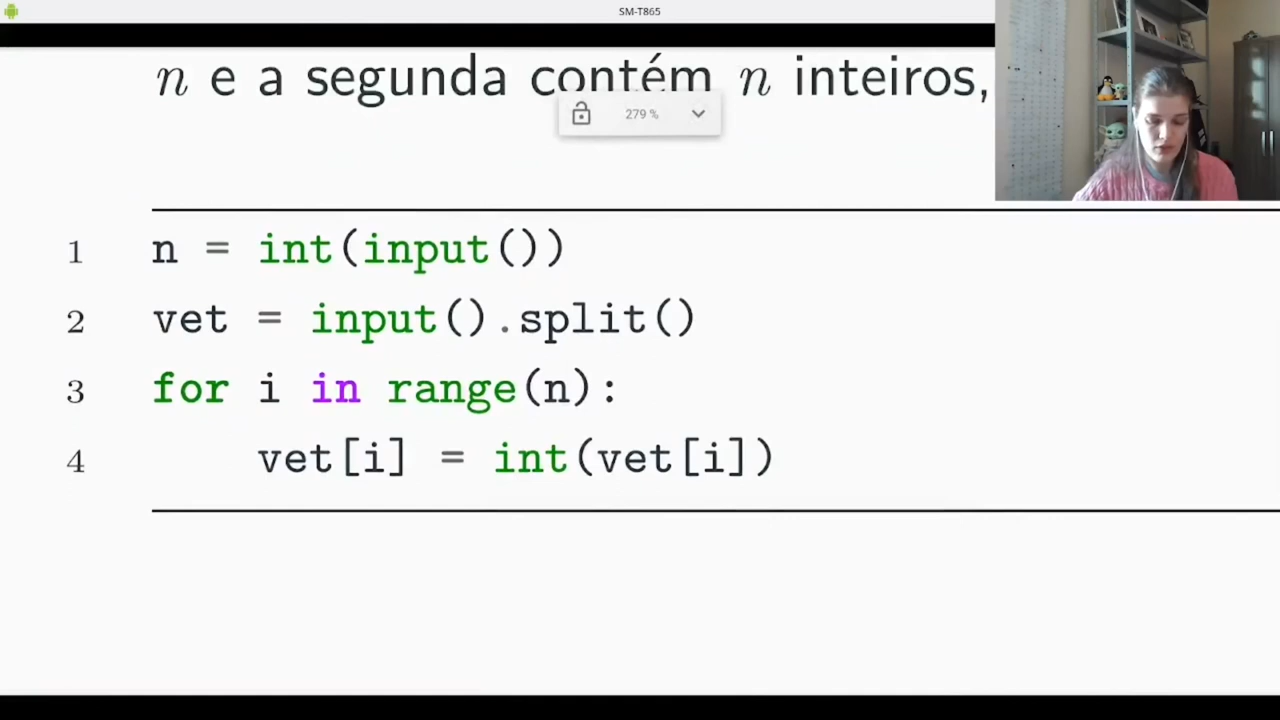 SM-T865
n e a segunda contém n inteiros,
279 %
1 n = int(input())
2 vet = input().split()
3 for i in range(n):
4 vet[i] = int(vet[i])